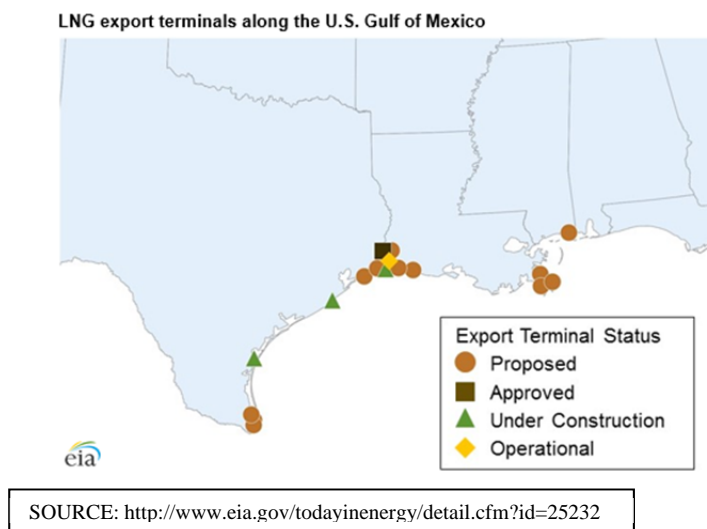 LNG export terminals along the U.S. Gulf of Mexico
Export Terminal Status
Proposed
Approved
Under Construction
Operational
eia
SOURCE: http://www.eia.gov/todayinenergy/detail.cfm?id=25232